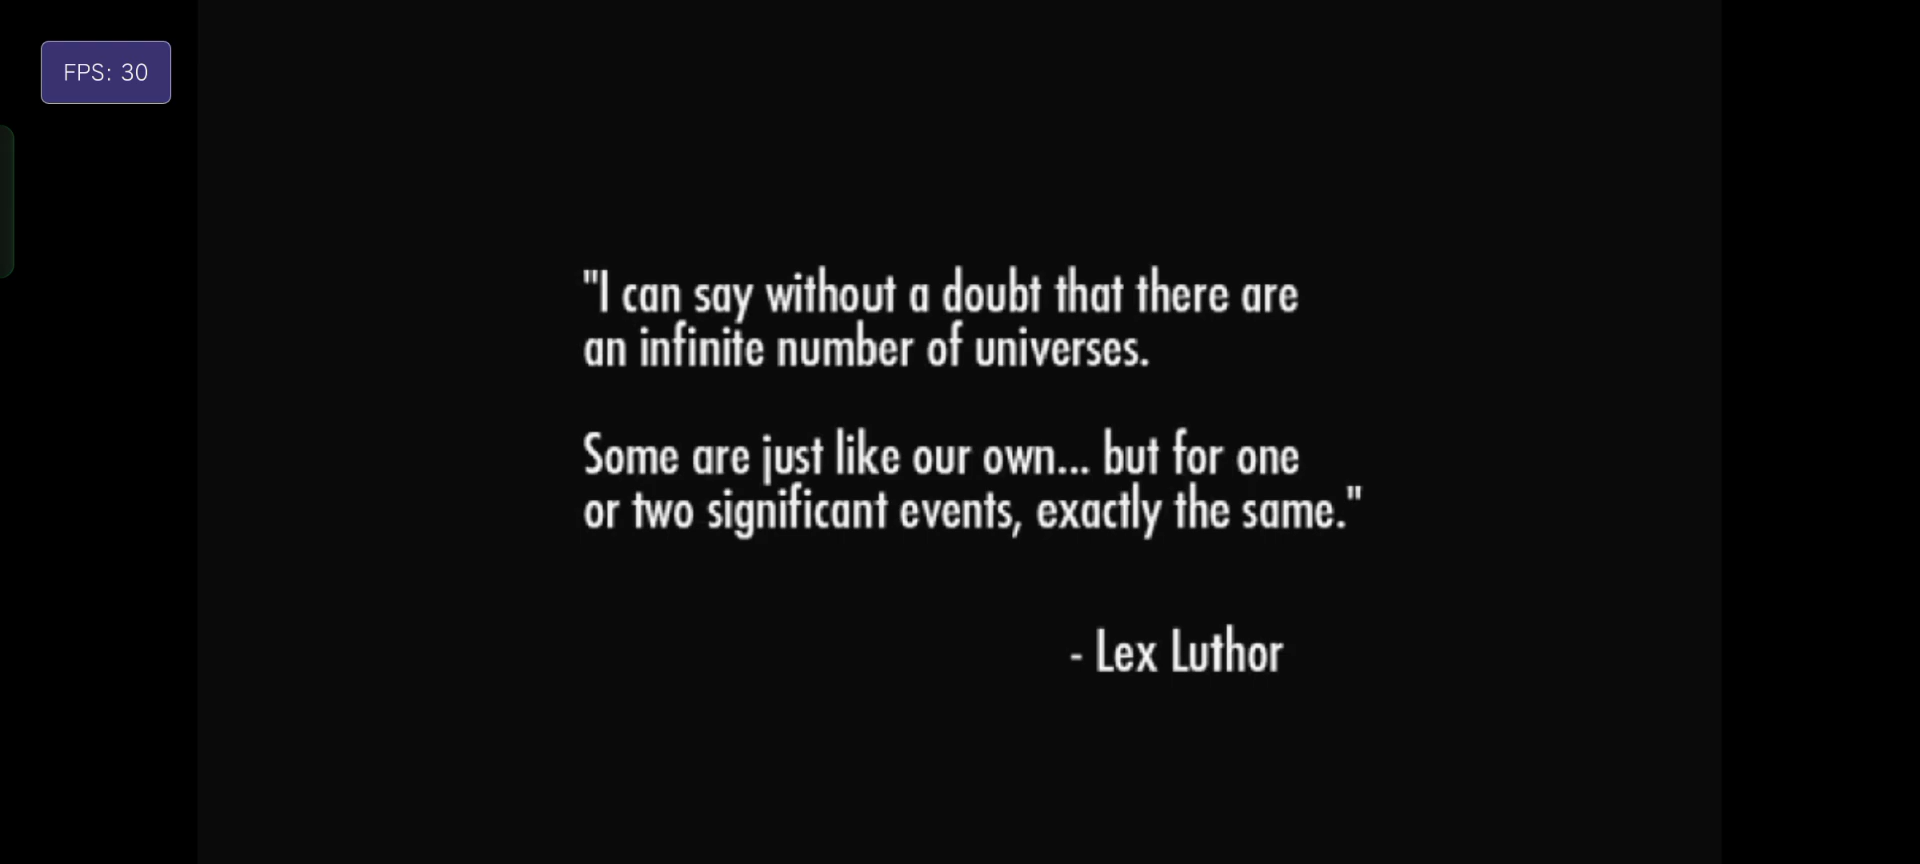 FPS: 30
"I can say without a doubt that there are
an infinite number of universes.
Some are just like our own... but for one
or two significant events, exactly the same."
- Lex Luthor